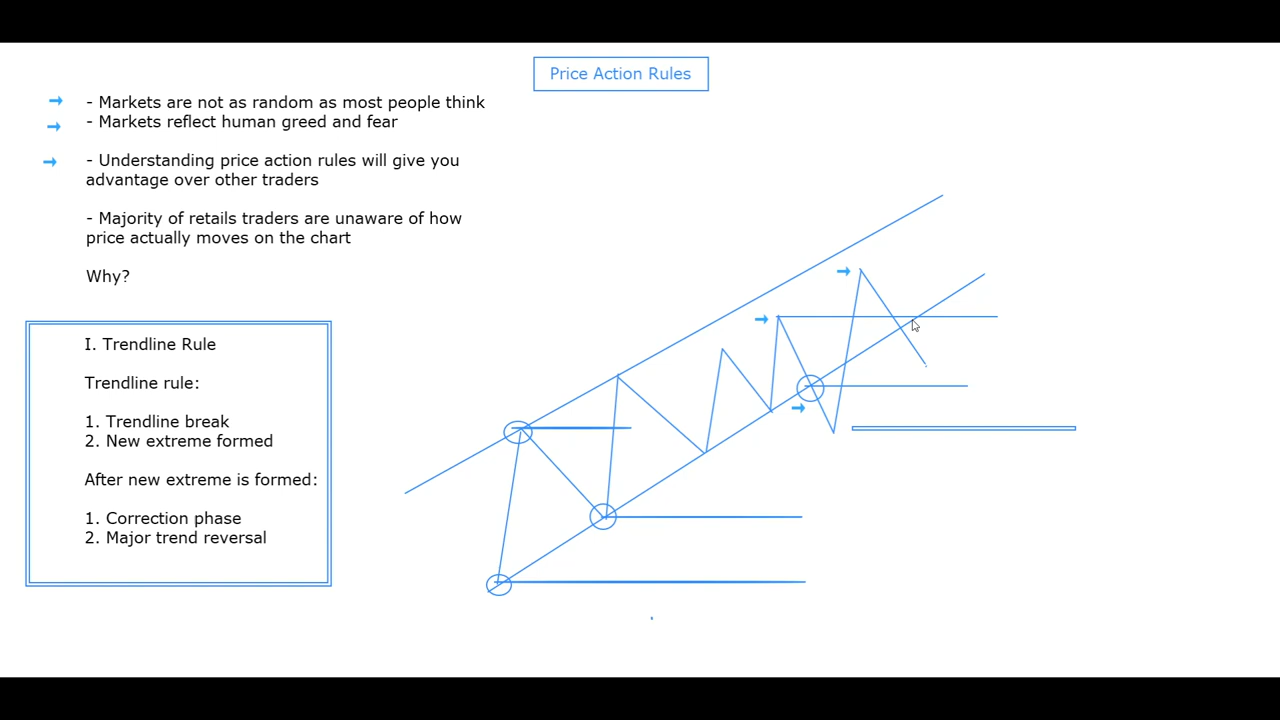 Price Action Rules
- Markets are not as random as most people think
- Markets reflect human greed and fear
- Understanding price action rules will give you
advantage over other traders
- Majority of retails traders are unaware of how
price actually moves on the chart
Why?
I. Trendline Rule
Trendline rule:
1. Trendline break
2. New extreme formed
After new extreme is formed:
1. Correction phase
2. Major trend reversal